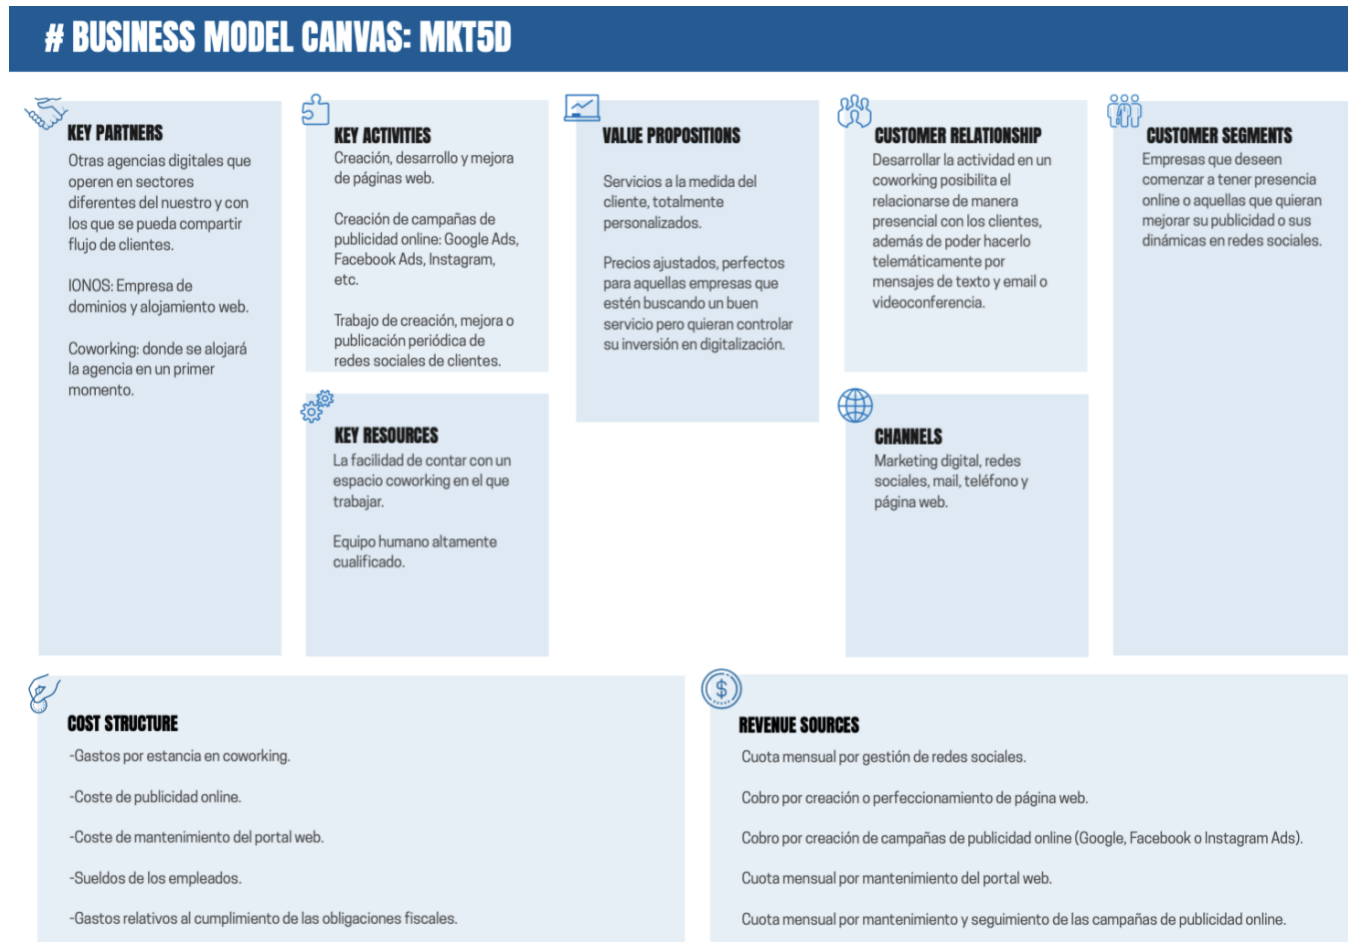 # BUSINESS MODEL CANVAS: MKT5D
KEY PARTNERS
Otras agencias digitales que
operen en sectores
diferentes del nuestro y con
los que se pueda compartir
flujo de clientes.
IONOS: Empresa de
dominios y alojamiento web.
Coworking: donde se alojará
la agencia en un primer
momento.
KEY ACTIVITIES
Creación, desarrollo y mejora
de páginas web.
Creación de campañas de
publicidad online: Google Ads,
Facebook Ads, Instagram,
etc.
Trabajo de creación, mejora o
publicación periódica de
redes sociales de clientes.
KEY RESOURCES
La facilidad de contar con un
espacio coworking en el que
trabajar.
Equipo humano altamente
cualificado.
VALUE PROPOSITIONS
Servicios a la medida del
cliente, totalmente
personalizados.
Precios ajustados, perfectos
para aquellas empresas que
estén buscando un buen
servicio pero quieran controlar
su inversión en digitalización.
CUSTOMER RELATIONSHIP
Desarrollar la actividad en un
coworking posibilita el
relacionarse de manera
presencial con los clientes,
además de poder hacerlo
telemáticamente por
mensajes de texto y email o
videoconferencia.
CHANNELS
Marketing digital, redes
sociales, mail, teléfono y
página web.
CUSTOMER SEGMENTS
Empresas que deseen
comenzar a tener presencia
online o aquellas que quieran
mejorar su publicidad o sus
dinámicas en redes sociales.
COST STRUCTURE
-Gastos por estancia en coworking.
-Coste de publicidad online.
-Coste de mantenimiento del portal web.
-Sueldos de los empleados.
-Gastos relativos al cumplimiento de las obligaciones fiscales.
$
REVENUE SOURCES
Cuota mensual por gestión de redes sociales.
Cobro por creación o perfeccionamiento de página web.
Cobro por creación de campañas de publicidad online (Google, Facebook o Instagram Ads).
Cuota mensual por mantenimiento del portal web.
Cuota mensual por mantenimiento y seguimiento de las campañas de publicidad online.